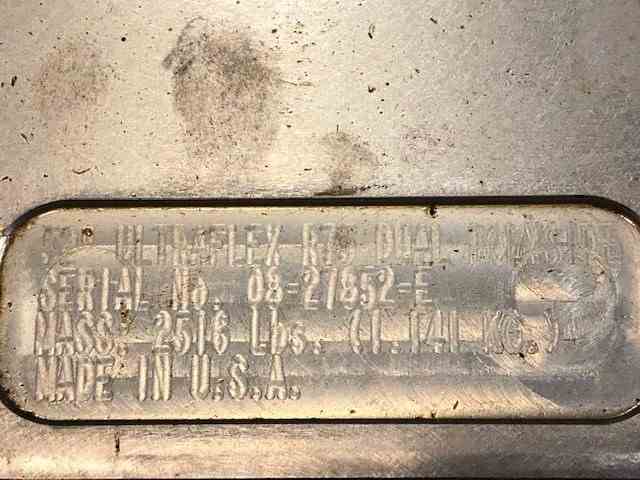 ULTRAFLEX R75 DUAL
SERIAL No. 08-27852-E
MASS: 2516 Lbs. (1.141 KG.)
MADE IN U.S.A.